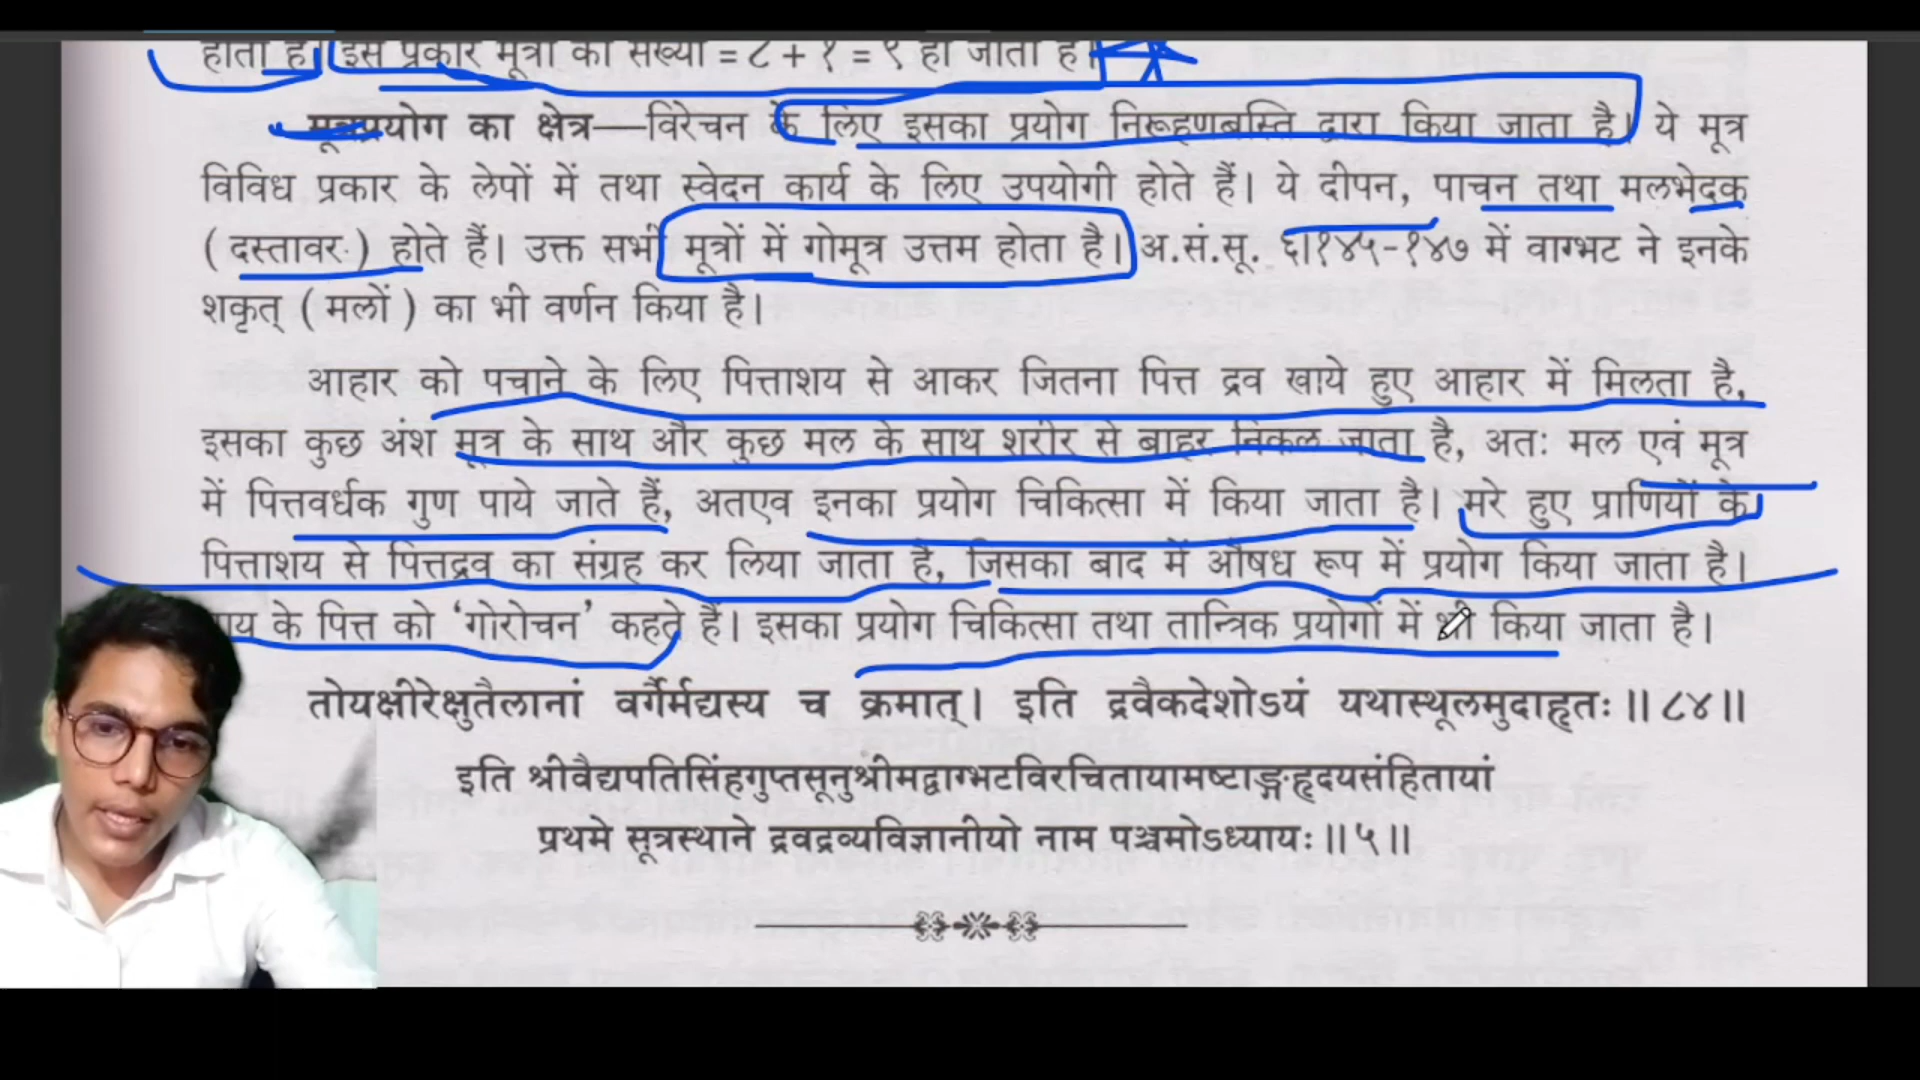 होता है। इस प्रकार मूत्रों की संख्या = ८ + १ = ९ हो जाती है।
मूत्रप्रयोग का क्षेत्र—विरेचन के लिए इसका प्रयोग निरूहणबस्ति द्वारा किया जाता है। ये मूत्र
विविध प्रकार के लेपों में तथा स्वेदन कार्य के लिए उपयोगी होते हैं। ये दीपन, पाचन तथा मलभेदक
( दस्तावर ) होते हैं। उक्त सभी मूत्रों में गोमूत्र उत्तम होता है। अ.सं.सू. ६।१४५-१४७ में वाग्भट ने इनके
शकृत् ( मलों ) का भी वर्णन किया है।
आहार को पचाने के लिए पित्ताशय से आकर जितना पित्त द्रव खाये हुए आहार में मिलता है,
इसका कुछ अंश मूत्र के साथ और कुछ मल के साथ शरीर से बाहर निकल जाता है, अतः मल एवं मूत्र
में पित्तवर्धक गुण पाये जाते हैं, अतएव इनका प्रयोग चिकित्सा में किया जाता है। मरे हुए प्राणियों के
पित्ताशय से पित्तद्रव का संग्रह कर लिया जाता है, जिसका बाद में औषध रूप में प्रयोग किया जाता है।
के पित्त को ‘गोरोचन’ कहते हैं। इसका प्रयोग चिकित्सा तथा तान्त्रिक प्रयोगों में भी किया जाता है।
तोयक्षीरेक्षुतैलानां वर्गैर्मद्यस्य च क्रमात्। इति द्रवैकदेशोऽयं यथास्थूलमुदाहृतः॥ ८४॥
इति श्रीवैद्यपतिसिंहगुप्तसूनुश्रीमद्वाग्भटविरचितायामष्टाङ्गहृदयसंहितायां
प्रथमे सूत्रस्थाने द्रवद्रव्यविज्ञानीयो नाम पञ्चमोऽध्यायः॥ ५॥